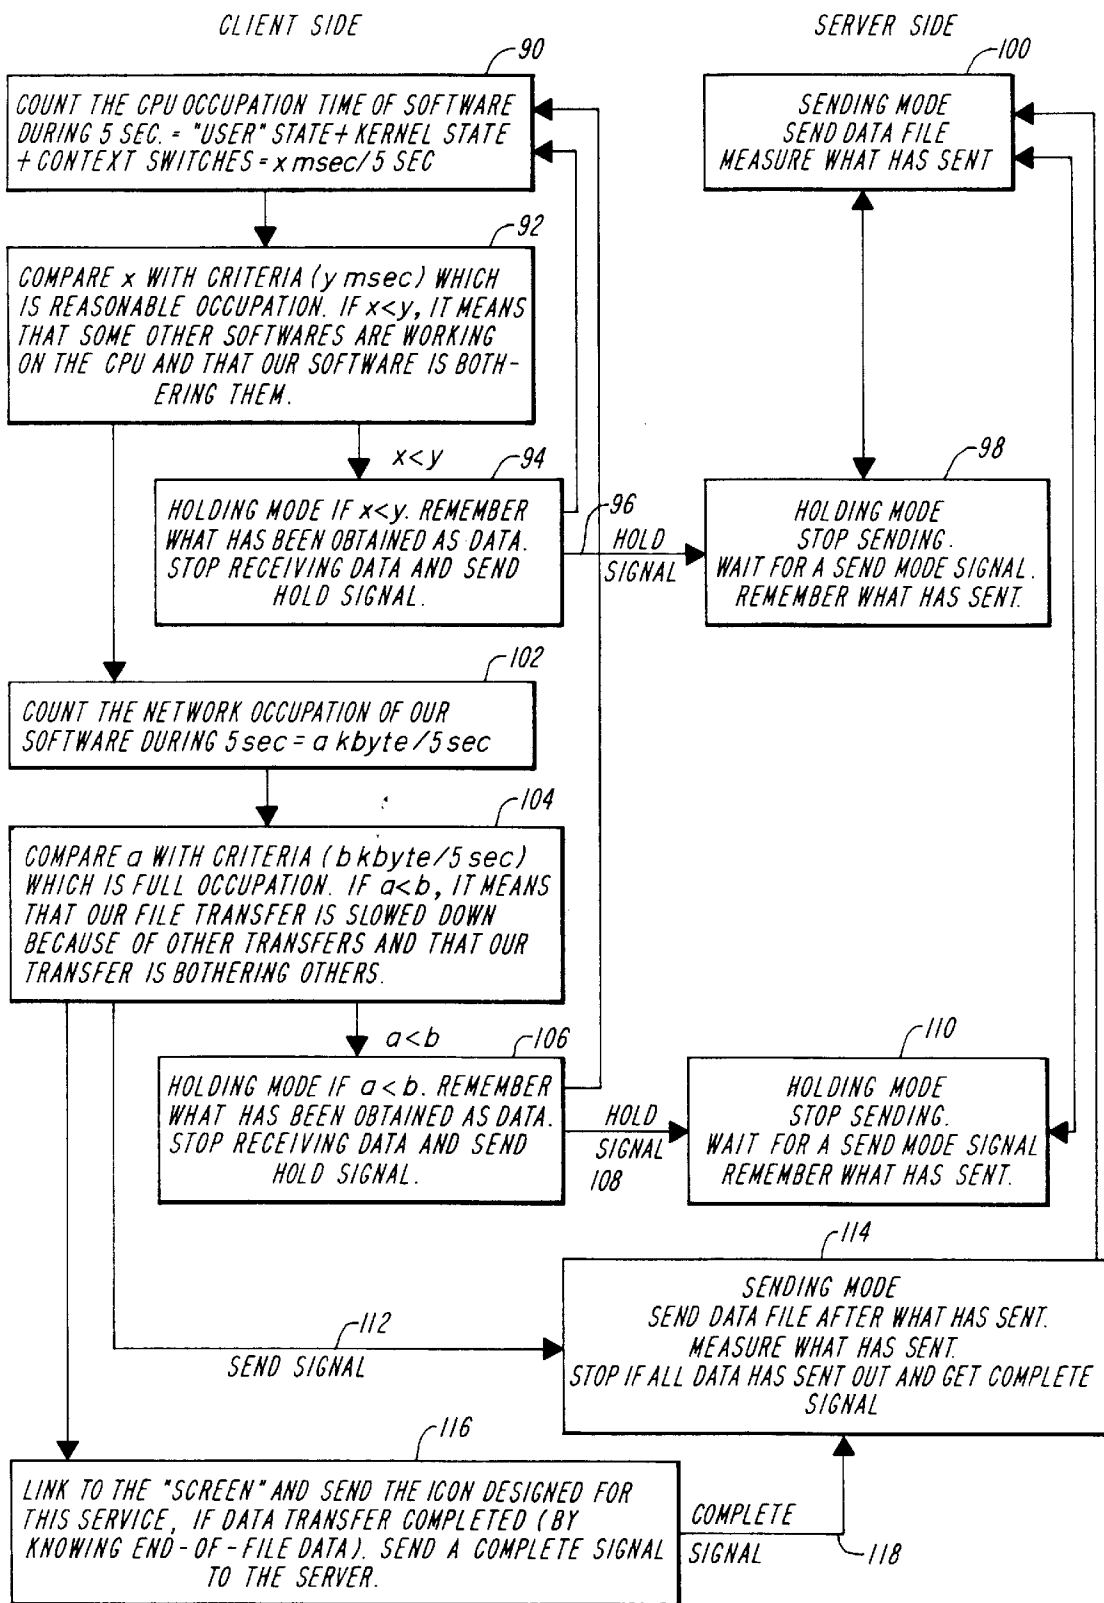 CLIENT SIDE
SERVER SIDE
90
COUNT THE CPU OCCUPATION TIME OF SOFTWARE
DURING 5 SEC. = "USER" STATE + KERNEL STATE
+ CONTEXT SWITCHES = x msec/5 SEC
100
SENDING MODE
SEND DATA FILE
MEASURE WHAT HAS SENT
92
COMPARE x WITH CRITERIA (y msec) WHICH
IS REASONABLE OCCUPATION. IF x<y, IT MEANS
THAT SOME OTHER SOFTWARES ARE WORKING
ON THE CPU AND THAT OUR SOFTWARE IS BOTH-
ERING THEM.
x<y
94
HOLDING MODE IF x<y. REMEMBER
WHAT HAS BEEN OBTAINED AS DATA.
STOP RECEIVING DATA AND SEND
HOLD SIGNAL.
96
HOLD
SIGNAL
98
HOLDING MODE
STOP SENDING.
WAIT FOR A SEND MODE SIGNAL.
REMEMBER WHAT HAS SENT.
102
COUNT THE NETWORK OCCUPATION OF OUR
SOFTWARE DURING 5 sec = a kbyte/5 sec
104
COMPARE a WITH CRITERIA (b kbyte/5 sec)
WHICH IS FULL OCCUPATION. IF a<b, IT MEANS
THAT OUR FILE TRANSFER IS SLOWED DOWN
BECAUSE OF OTHER TRANSFERS AND THAT OUR
TRANSFER IS BOTHERING OTHERS.
a<b
106
HOLDING MODE IF a<b. REMEMBER
WHAT HAS BEEN OBTAINED AS DATA.
STOP RECEIVING DATA AND SEND
HOLD SIGNAL.
HOLD
SIGNAL
108
110
HOLDING MODE
STOP SENDING.
WAIT FOR A SEND MODE SIGNAL
REMEMBER WHAT HAS SENT.
112
SEND SIGNAL
114
SENDING MODE
SEND DATA FILE AFTER WHAT HAS SENT.
MEASURE WHAT HAS SENT.
STOP IF ALL DATA HAS SENT OUT AND GET COMPLETE
SIGNAL
116
LINK TO THE "SCREEN" AND SEND THE ICON DESIGNED FOR
THIS SERVICE, IF DATA TRANSFER COMPLETED (BY
KNOWING END-OF-FILE DATA). SEND A COMPLETE SIGNAL
TO THE SERVER.
COMPLETE
SIGNAL
118